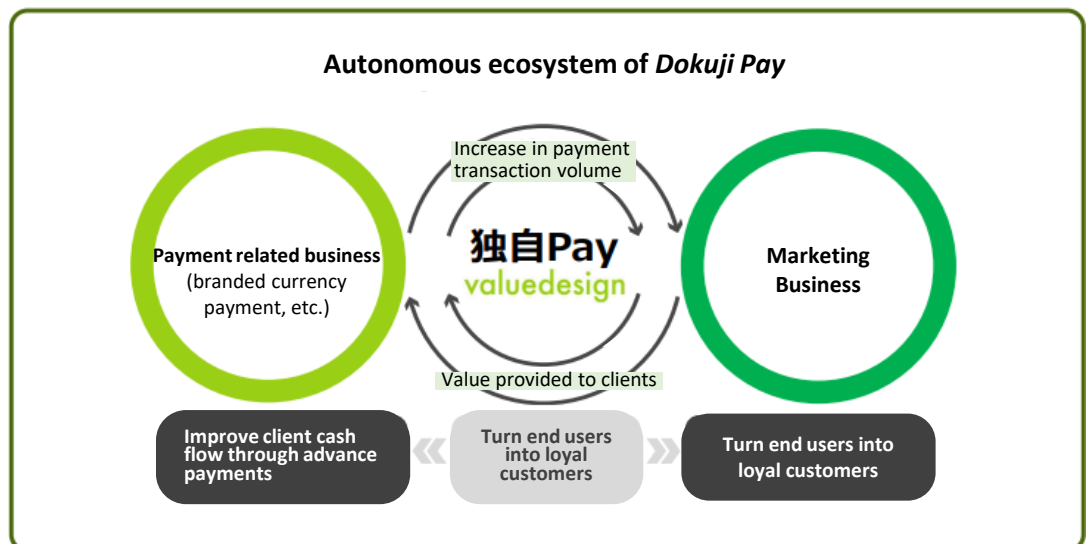 Autonomous ecosystem of Dokuji Pay
Increase in payment
transaction volume
Payment related business
(branded currency
payment, etc.)
独自Pay
valuedesign
Marketing
Business
Value provided to clients
Improve client cash
flow through advance
payments
Turn end users
into loyal
customers
Turn end users into
loyal customers